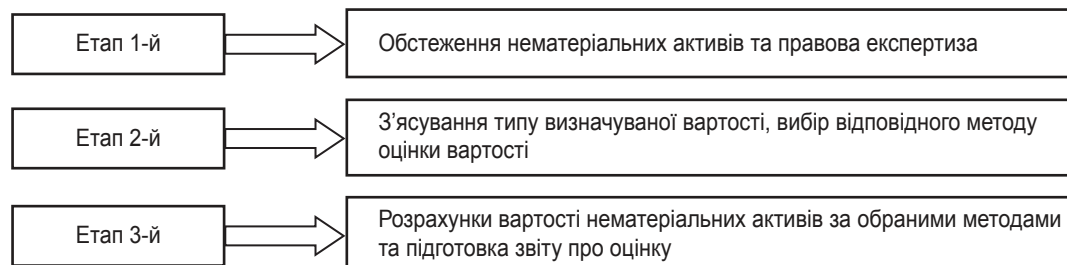 Етап 1-й
Обстеження нематеріальних активів та правова експертиза
Етап 2-й
З’ясування типу визначуваної вартості, вибір відповідного методу
оцінки вартості
Етап 3-й
Розрахунки вартості нематеріальних активів за обраними методами
та підготовка звіту про оцінку